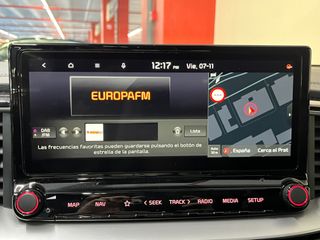 12:17 PM Vie, 07-11
EUROPAFM
DAB
/FM
Lista
Las frecuencias favoritas pueden guardarse pulsando el botón de
estrella de la pantalla.
, España Cerca el Prat
MAP NAV ☆ < SEEK TRACK > RADIO MEDIA SETUP